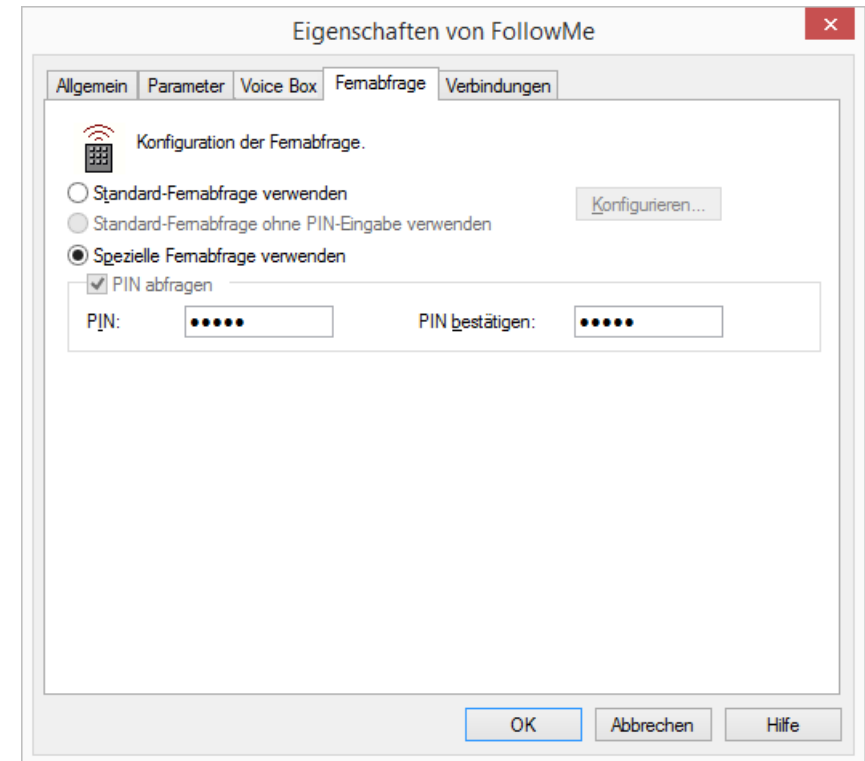 Eigenschaften von FollowMe
Allgemein Parameter Voice Box Fernabfrage Verbindungen
Konfiguration der Fernabfrage.
Standard-Fernabfrage verwenden
Konfigurieren...
Standard-Fernabfrage ohne PIN-Eingabe verwenden
Spezielle Fernabfrage verwenden
PIN abfragen
PIN: ●●●●● PIN bestätigen: ●●●●●
OK Abbrechen Hilfe